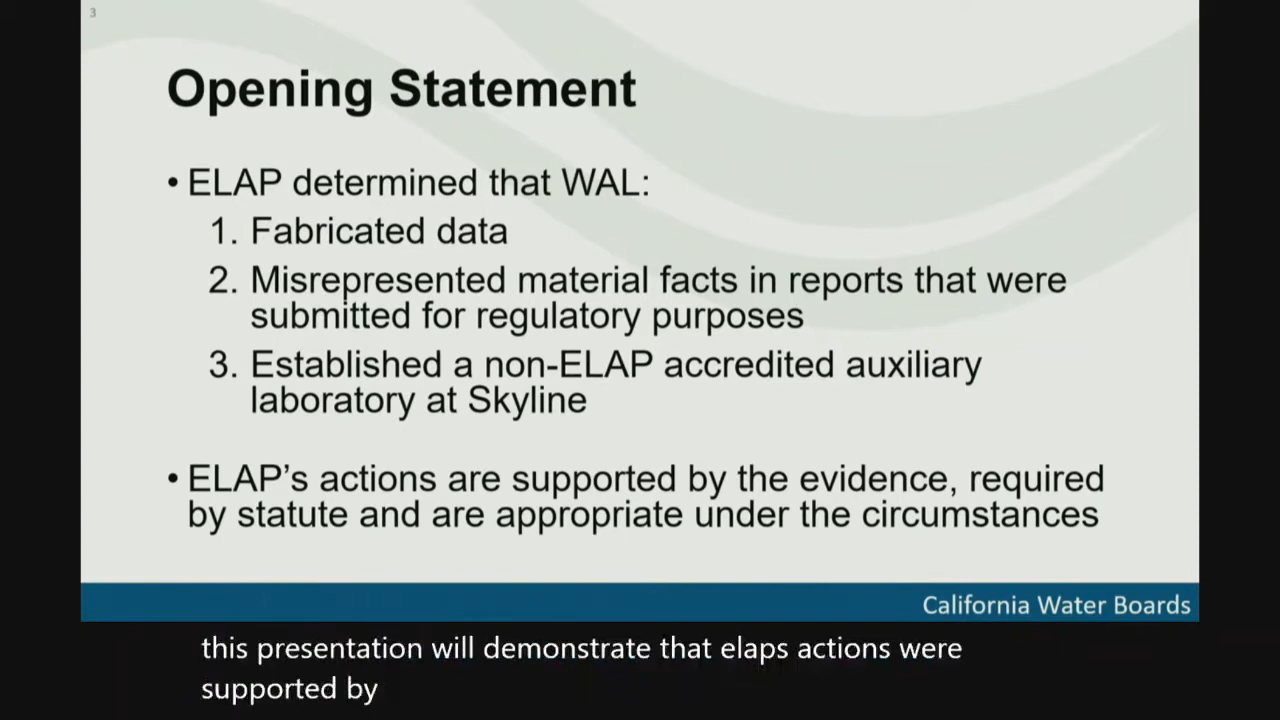 3
Opening Statement
• ELAP determined that WAL:
1. Fabricated data
2. Misrepresented material facts in reports that were
submitted for regulatory purposes
3. Established a non-ELAP accredited auxiliary
laboratory at Skyline
• ELAP’s actions are supported by the evidence, required
by statute and are appropriate under the circumstances
California Water Boards
this presentation will demonstrate that elaps actions were
supported by